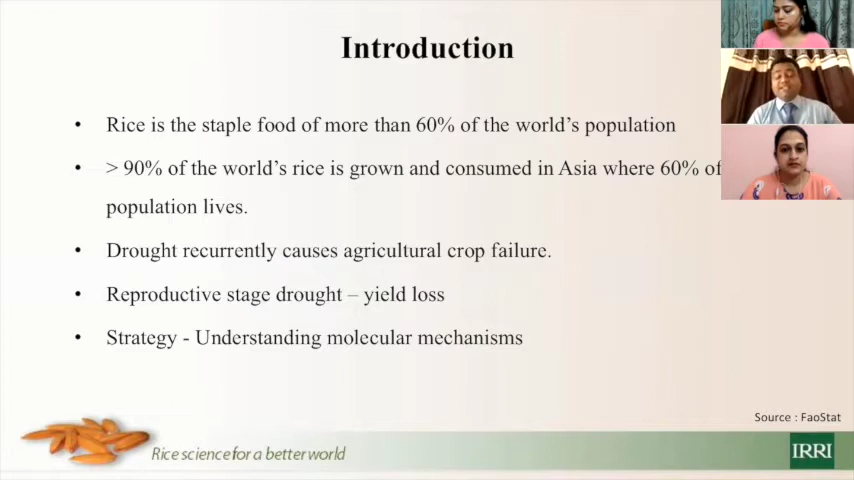 Introduction
• Rice is the staple food of more than 60% of the world's population
• > 90% of the world's rice is grown and consumed in Asia where 60% of
population lives.
• Drought recurrently causes agricultural crop failure.
• Reproductive stage drought – yield loss
• Strategy - Understanding molecular mechanisms
Source : FaoStat
Rice science for a better world
IRRI